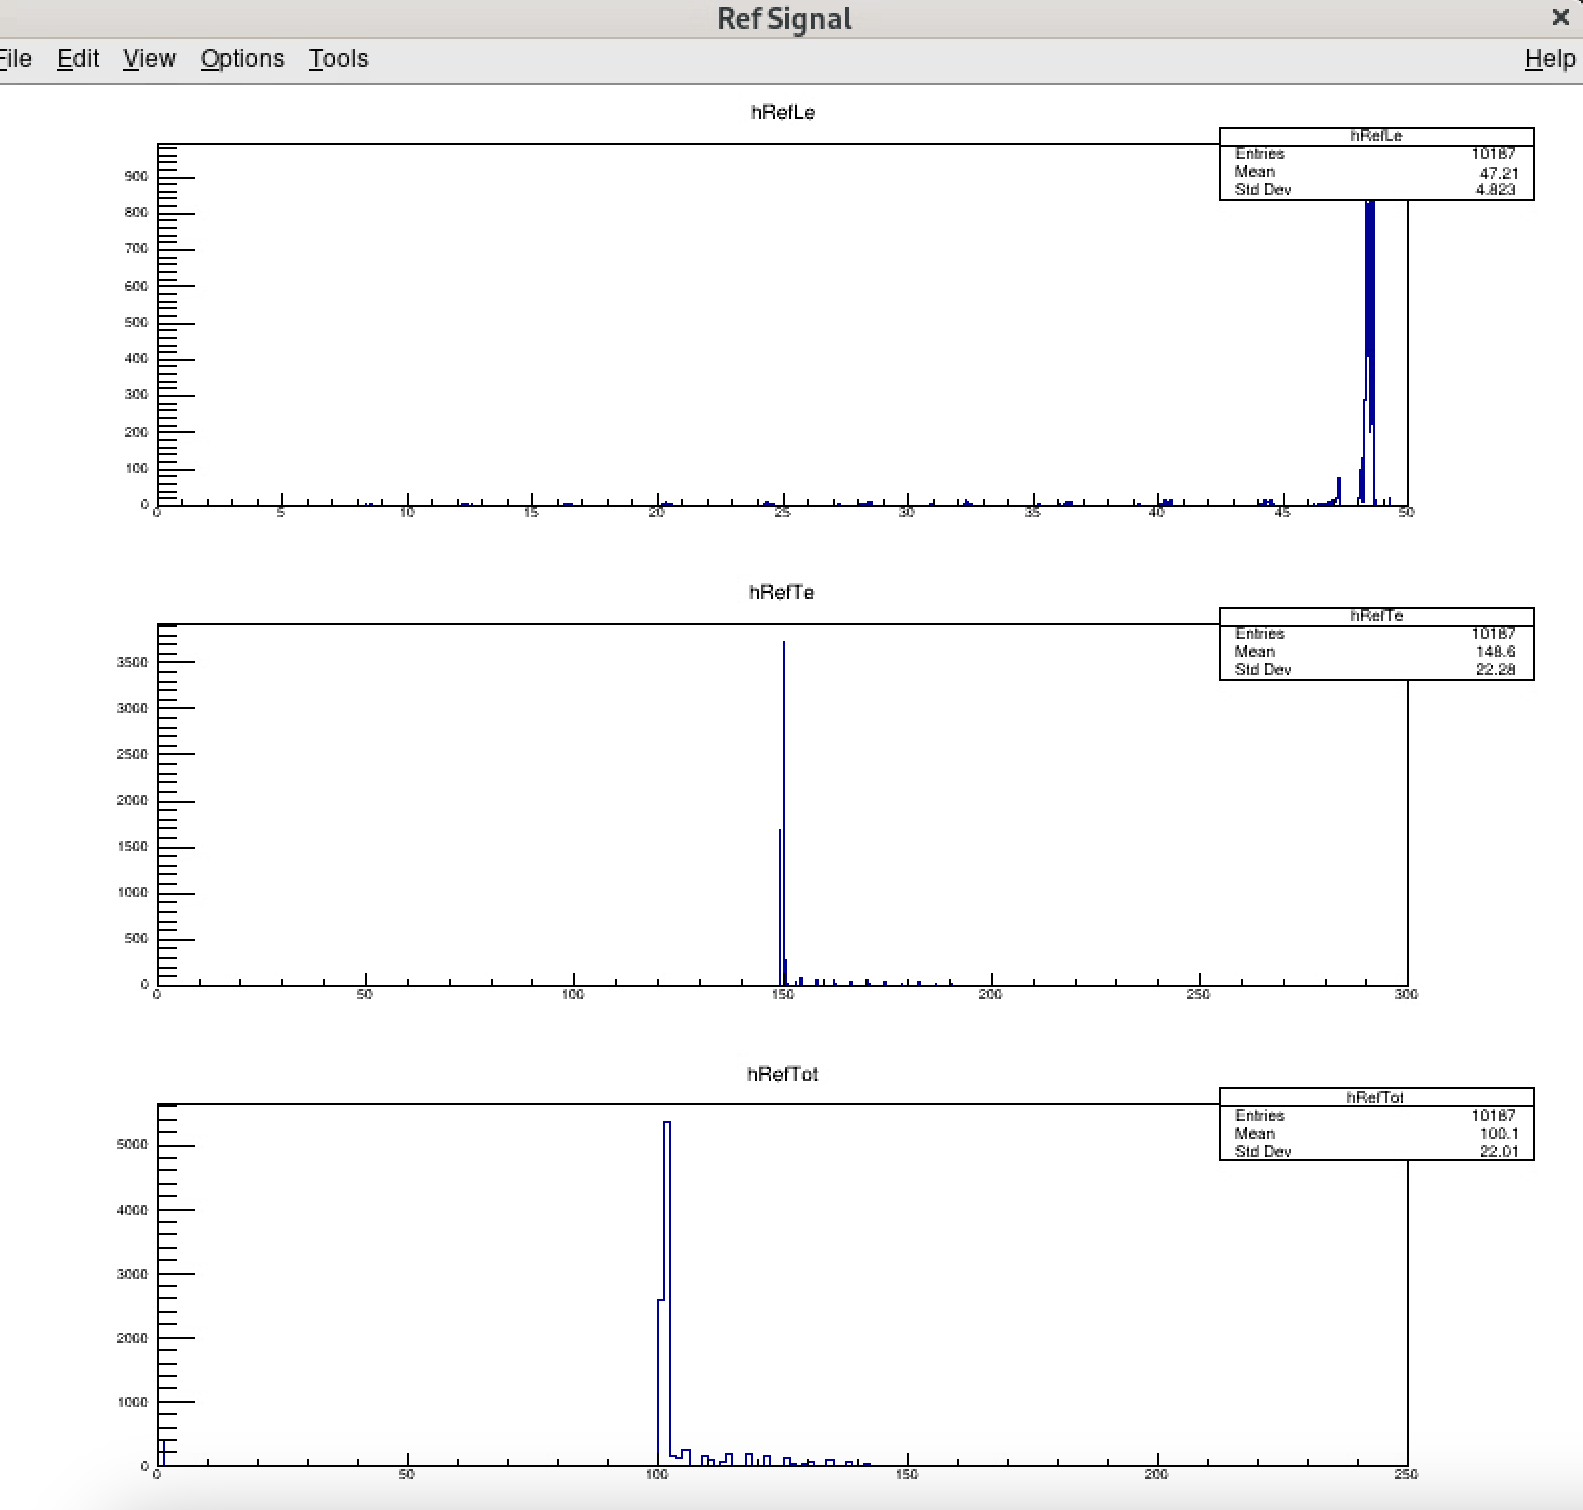 Ref Signal
File Edit View Options Tools Help
hRefLe
hRefLe
Entries 10187
Mean 47.21
Std Dev 4.823
900
800
700
600
500
400
300
200
100
0
0 5 10 15 20 25 30 35 40 45 50
hRefTe
hRefTe
Entries 10187
Mean 148.6
Std Dev 22.28
3500
3000
2500
2000
1500
1000
500
0
0 50 100 150 200 250 300
hRefTot
hRefTot
Entries 10187
Mean 100.1
Std Dev 22.01
5000
4000
3000
2000
1000
0
0 50 100 150 200 250